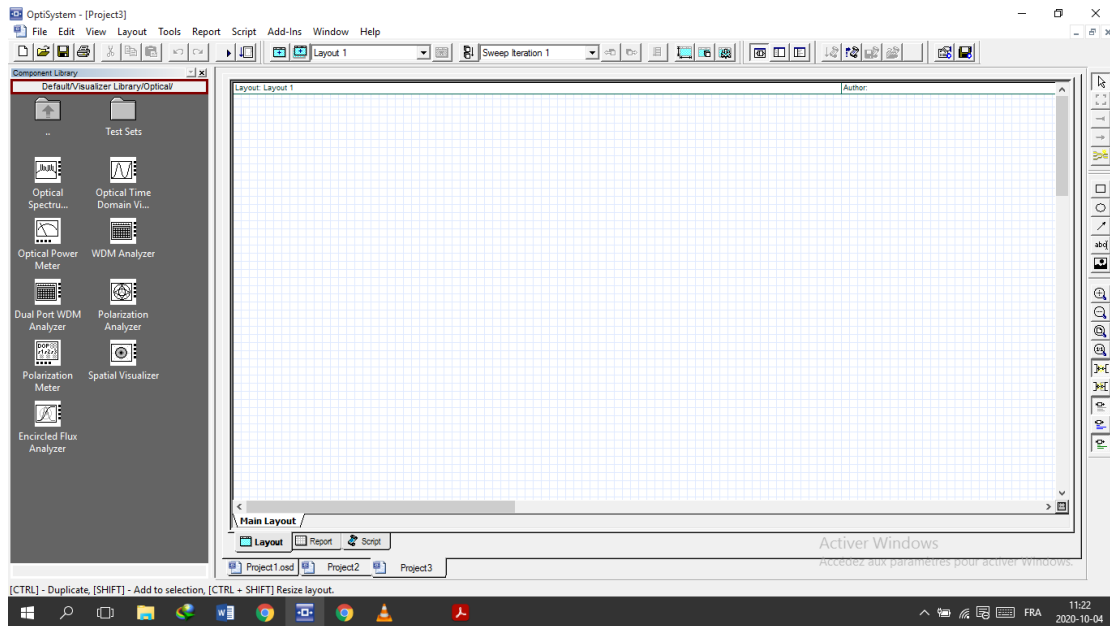 OptiSystem - [Project3]
File Edit View Layout Tools Report Script Add-Ins Window Help
Layout 1
Sweep Iteration 1
Component Library
Default/Visualizer Library/Optical/
..
Test Sets
Optical Spectru...
Optical Time Domain Vi...
Optical Power Meter
WDM Analyzer
Dual Port WDM Analyzer
Polarization Analyzer
Polarization Meter
Spatial Visualizer
Encircled Flux Analyzer
Layout: Layout 1
Author:
Main Layout
Layout Report Script
Project1.osd Project2 Project3
Activer Windows
Accédez aux paramètres pour activer Windows.
[CTRL] - Duplicate, [SHIFT] - Add to selection, [CTRL + SHIFT] Resize layout.
FRA
11:22
2020-10-04